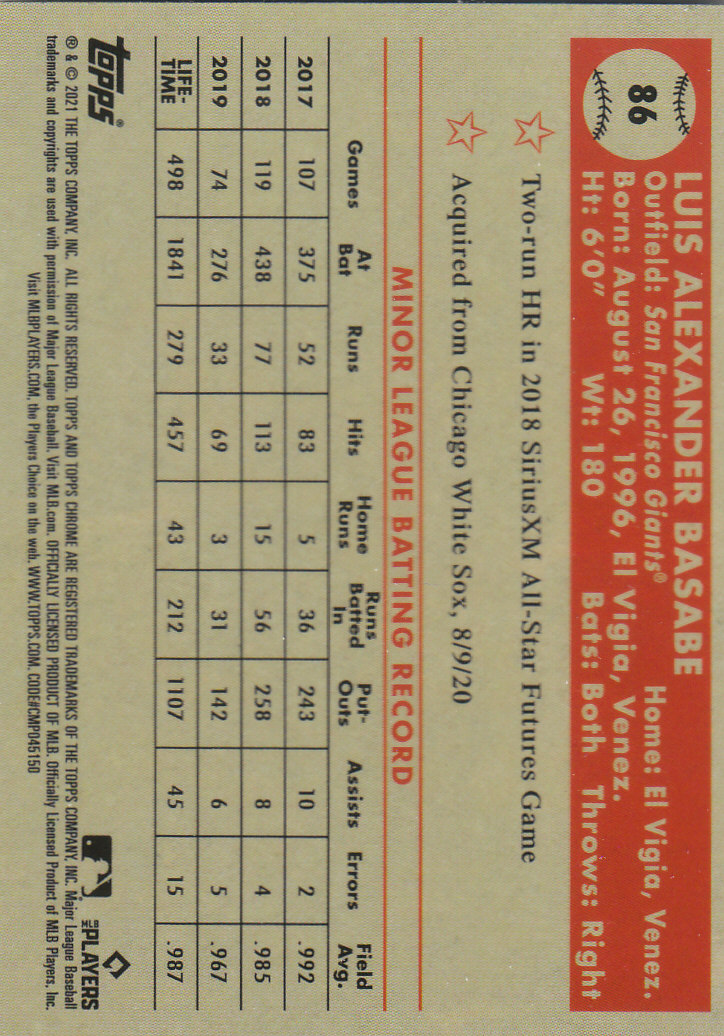 86
LUIS ALEXANDER BASABE
Outfield: San Francisco Giants® Home: El Vigia, Venez.
Born: August 26, 1996, El Vigia, Venez.
Ht: 6'0" Wt: 180 Bats: Both Throws: Right
Two-run HR in 2018 SiriusXM All-Star Futures Game
Acquired from Chicago White Sox, 8/9/20
MINOR LEAGUE BATTING RECORD
Games At Bat Runs Hits Home Runs Runs Batted In Put-Outs Assists Errors Field Avg.
2017 107 375 52 83 5 36 243 10 2 .992
2018 119 438 77 113 15 56 258 8 4 .985
2019 74 276 33 69 3 31 142 6 5 .967
LIFE-TIME 498 1841 279 457 43 212 1107 45 15 .987
topps®
MLB PLAYERS
® & © 2021 THE TOPPS COMPANY, INC. ALL RIGHTS RESERVED. TOPPS AND TOPPS CHROME ARE REGISTERED TRADEMARKS OF THE TOPPS COMPANY, INC. Major League Baseball
trademarks and copyrights are used with permission of Major League Baseball. Visit MLB.com. OFFICIALLY LICENSED PRODUCT OF MLB. Officially Licensed Product of MLB Players, Inc.
Visit MLBPLAYERS.COM, the Players Choice on the web. WWW.TOPPS.COM. CODE#CMP045150